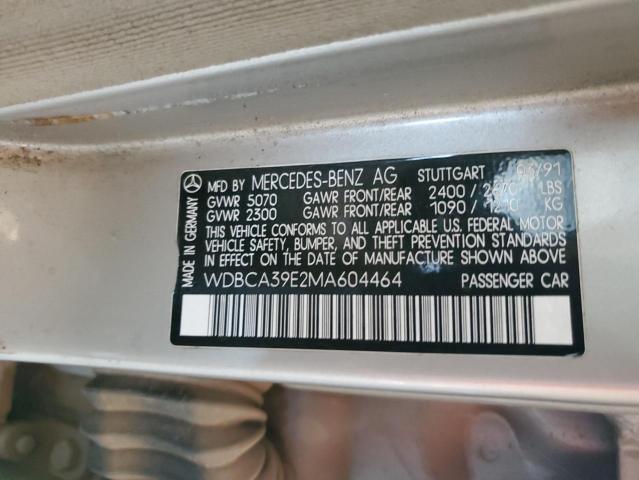 MFD BY MERCEDES-BENZ AG STUTTGART /91
GVWR 5070 GAWR FRONT/REAR 2400 / LBS
GVWR 2300 GAWR FRONT/REAR 1090 / KG
THIS VEHICLE CONFORMS TO ALL APPLICABLE U.S. FEDERAL MOTOR
VEHICLE SAFETY, BUMPER, AND THEFT PREVENTION STANDARDS
IN EFFECT ON THE DATE OF MANUFACTURE SHOWN ABOVE
WDBCA39E2MA604464 PASSENGER CAR
MADE IN GERMANY